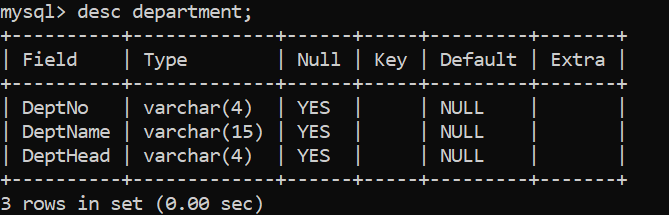 mysql> desc department;
+----------+-------------+------+-----+---------+-------+
| Field    | Type        | Null | Key | Default | Extra |
+----------+-------------+------+-----+---------+-------+
| DeptNo   | varchar(4)  | YES  |     | NULL    |       |
| DeptName | varchar(15) | YES  |     | NULL    |       |
| DeptHead | varchar(4)  | YES  |     | NULL    |       |
+----------+-------------+------+-----+---------+-------+
3 rows in set (0.00 sec)